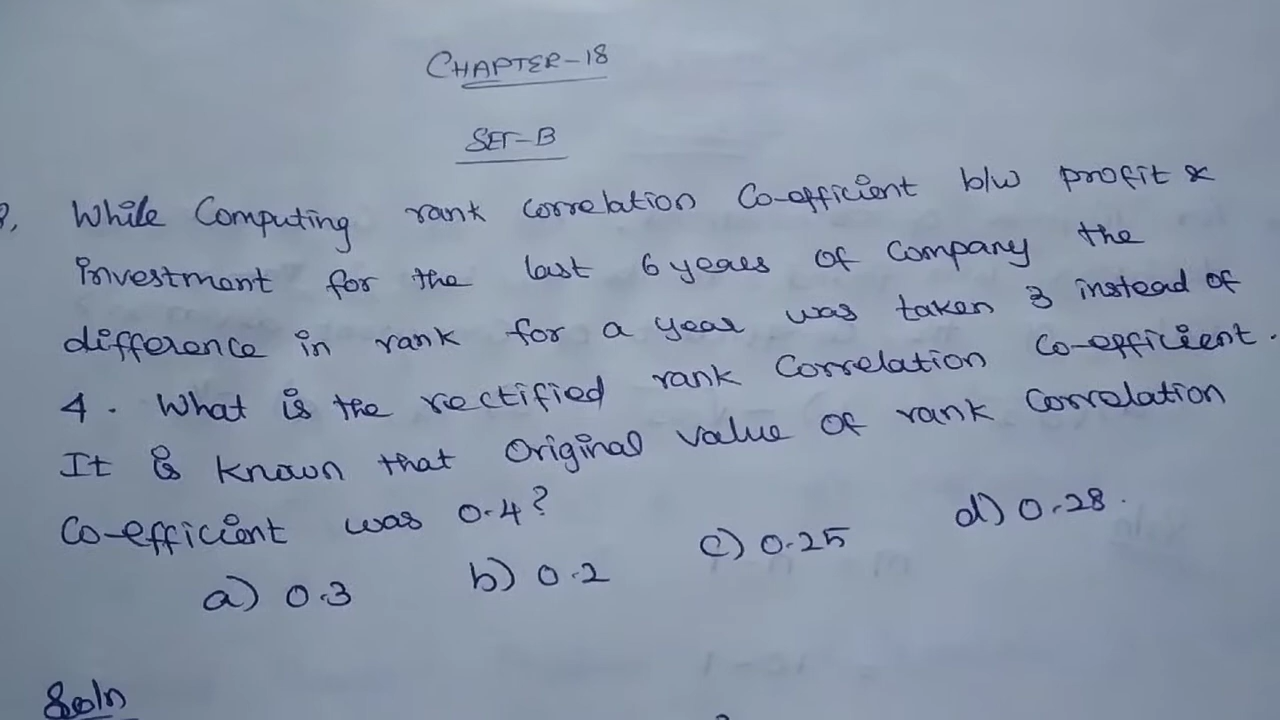 CHAPTER-18
SET-B
While Computing rank correlation Co-efficient b/w profit &
investment for the last 6 years of Company the
difference in rank for a year was taken 3 instead of
4. What is the rectified rank Correlation Co-efficient.
It is known that Original value of rank Correlation
Co-efficient was 0.4?
a) 0.3 b) 0.2 c) 0.25 d) 0.28.
Soln